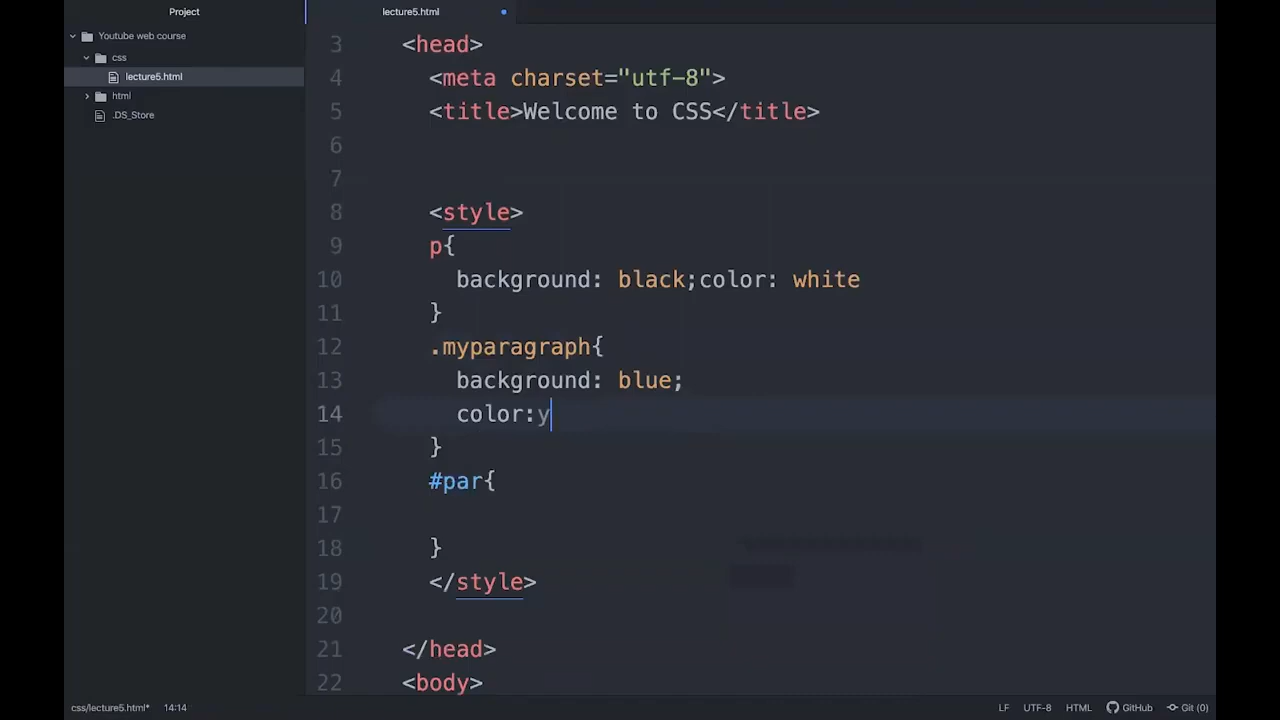 Project
lecture5.html
Youtube web course
css
lecture5.html
html
.DS_Store
3 <head>
4 <meta charset="utf-8">
5 <title>Welcome to CSS</title>
6
7
8 <style>
9 p{
10 background: black;color: white
11 }
12 .myparagraph{
13 background: blue;
14 color:y
15 }
16 #par{
17
18 }
19 </style>
20
21 </head>
22 <body>
css/lecture5.html* 14:14 LF UTF-8 HTML GitHub Git (0)